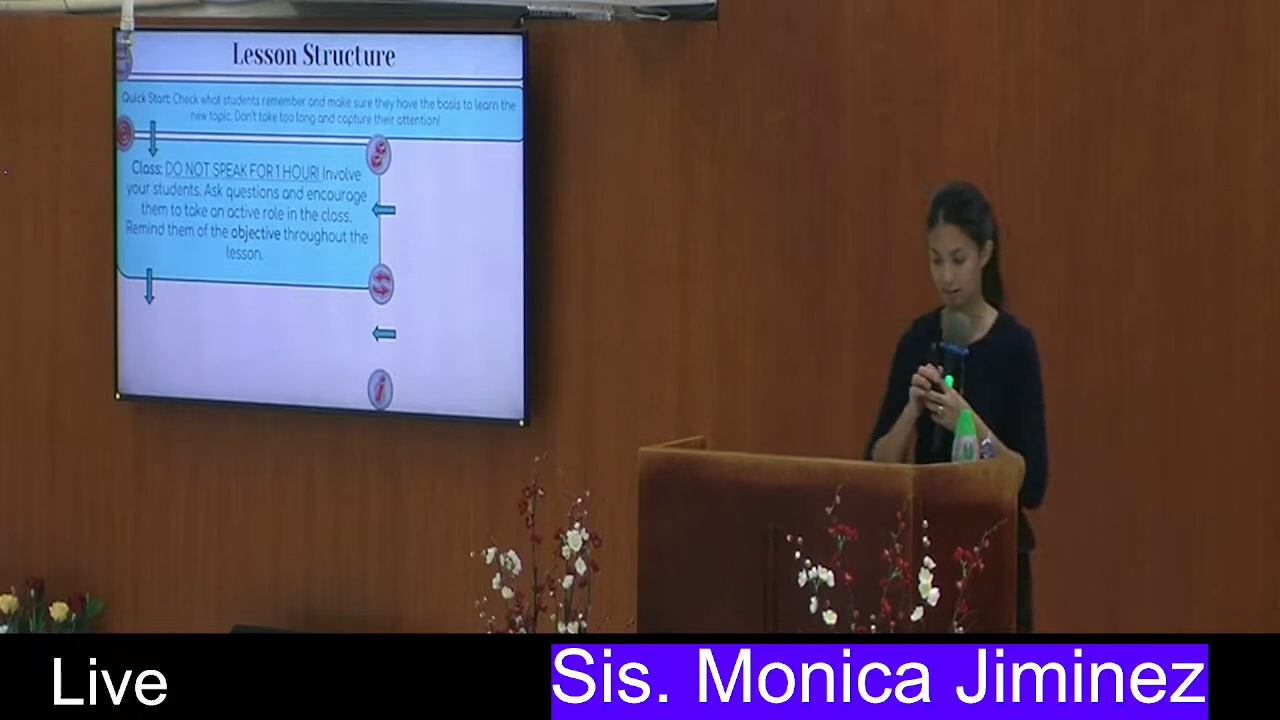 Lesson Structure
Quick Start: Check what students remember and make sure they have the basis to learn the
new topic. Don't take too long and capture their attention!
Class: DO NOT SPEAK FOR 1 HOUR! Involve
your students. Ask questions and encourage
them to take an active role in the class.
Remind them of the objective throughout the
lesson.
Live
Sis. Monica Jiminez